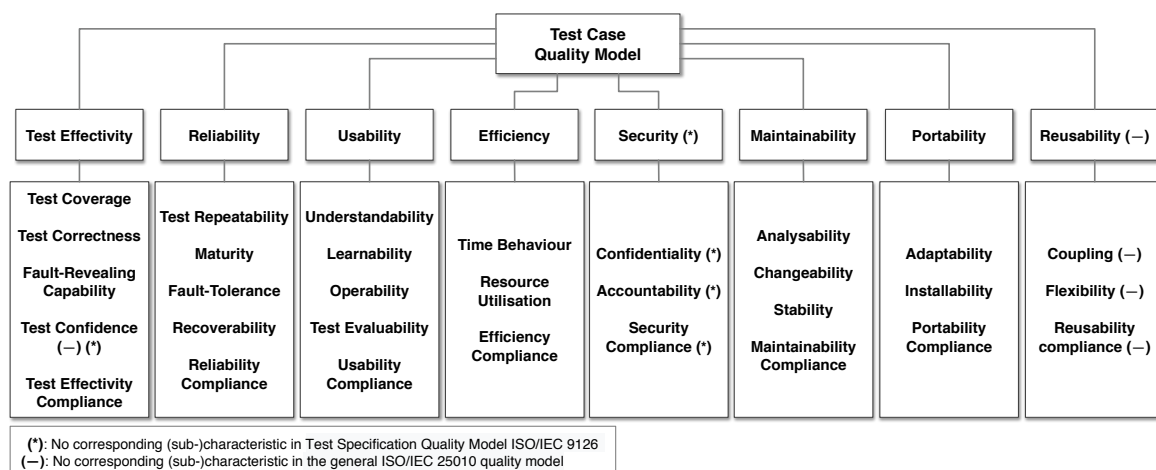 Test Case
Quality Model
Test Effectivity
Reliability
Usability
Efficiency
Security (*)
Maintainability
Portability
Reusability (—)
Test Coverage
Test Correctness
Fault-Revealing
Capability
Test Confidence
(—) (*)
Test Effectivity
Compliance
Test Repeatability
Maturity
Fault-Tolerance
Recoverability
Reliability
Compliance
Understandability
Learnability
Operability
Test Evaluability
Usability
Compliance
Time Behaviour
Resource
Utilisation
Efficiency
Compliance
Confidentiality (*)
Accountability (*)
Security
Compliance (*)
Analysability
Changeability
Stability
Maintainability
Compliance
Adaptability
Installability
Portability
Compliance
Coupling (—)
Flexibility (—)
Reusability
compliance (—)
(*): No corresponding (sub-)characteristic in Test Specification Quality Model ISO/IEC 9126
(—): No corresponding (sub-)characteristic in the general ISO/IEC 25010 quality model